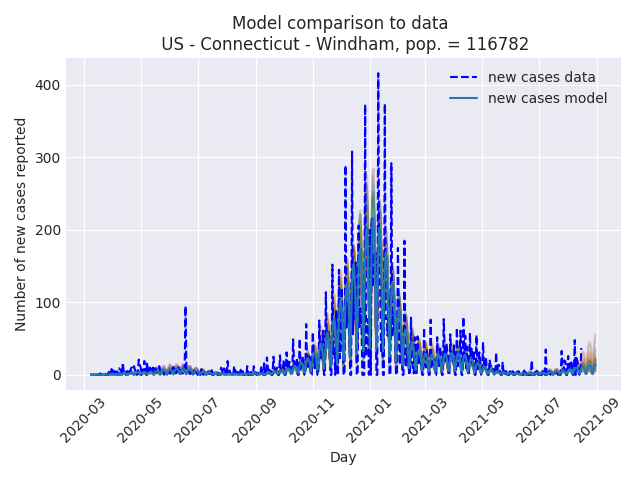 Model comparison to data
US - Connecticut - Windham, pop. = 116782
new cases data
new cases model
Number of new cases reported
400
300
200
100
0
2020-03
2020-05
2020-07
2020-09
2020-11
2021-01
2021-03
2021-05
2021-07
2021-09
Day